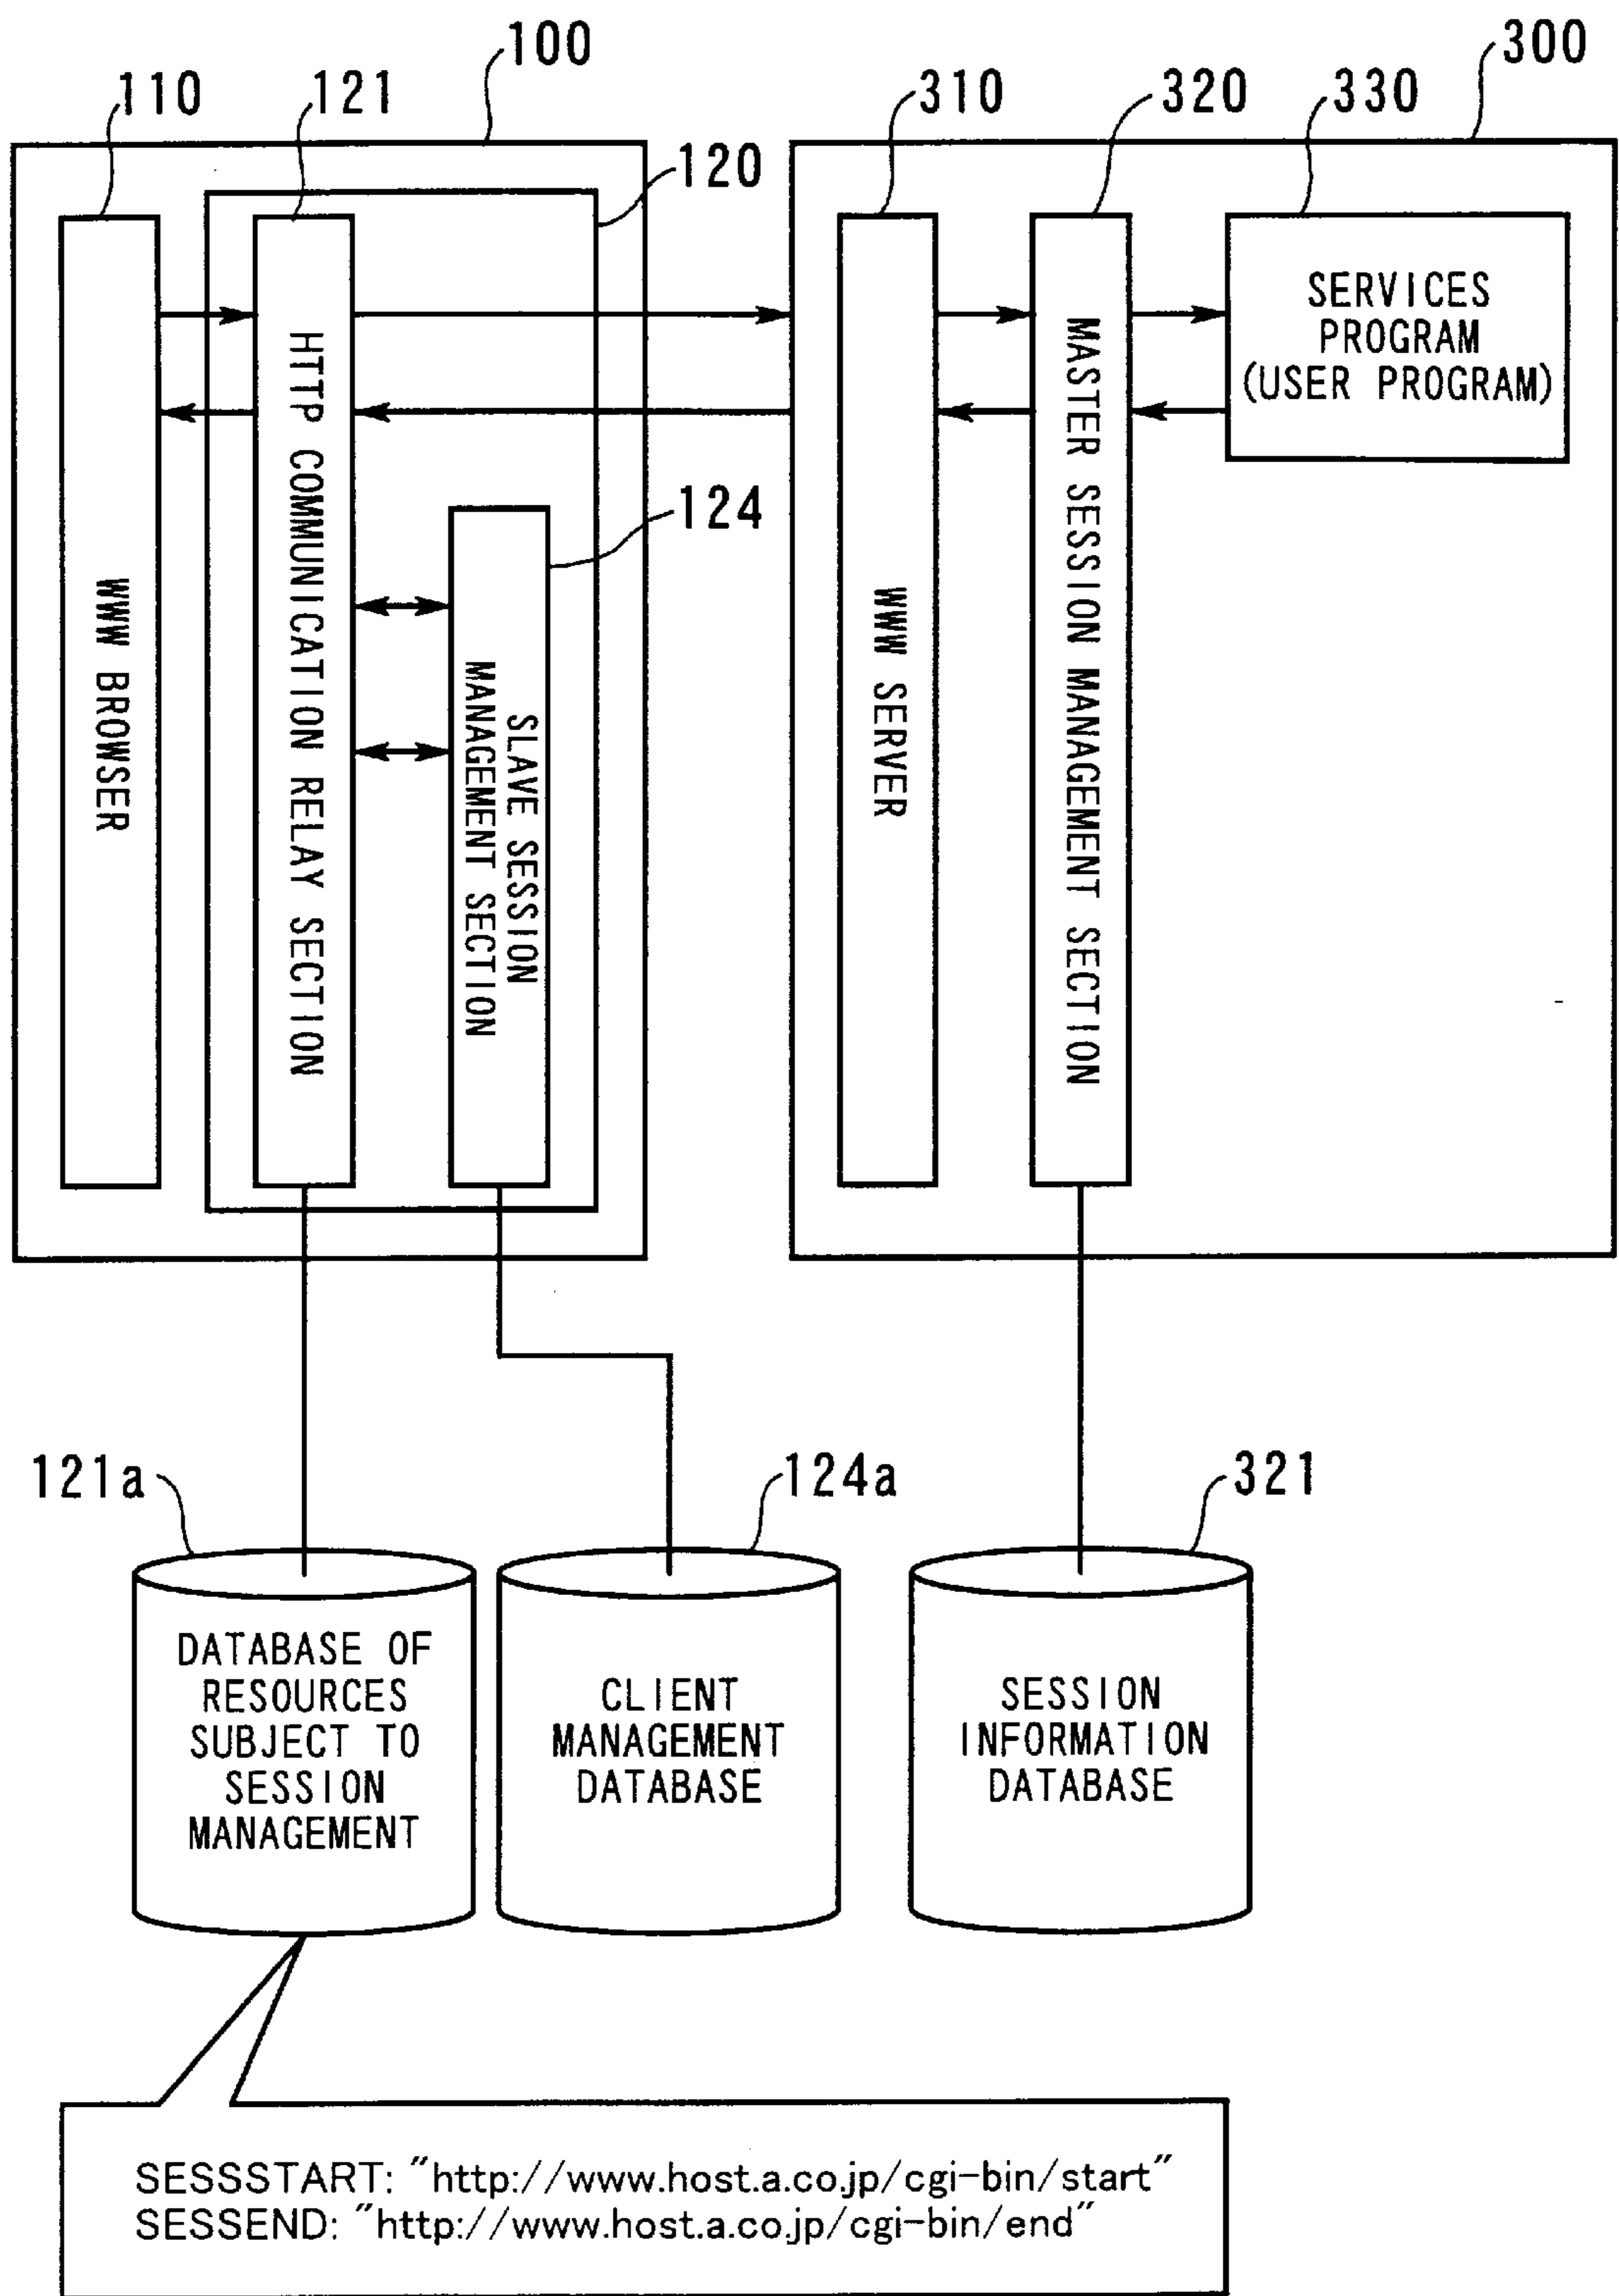 100
300
110
121
310
320
330
120
SERVICES
PROGRAM
(USER PROGRAM)
WWW BROWSER
HTTP COMMUNICATION RELAY SECTION
124
SLAVE SESSION
MANAGEMENT SECTION
WWW SERVER
MASTER SESSION MANAGEMENT SECTION
121a
124a
321
DATABASE OF
RESOURCES
SUBJECT TO
SESSION
MANAGEMENT
CLIENT
MANAGEMENT
DATABASE
SESSION
INFORMATION
DATABASE
SESSSTART: "http://www.host.a.co.jp/cgi-bin/start"
SESSEND: "http://www.host.a.co.jp/cgi-bin/end"